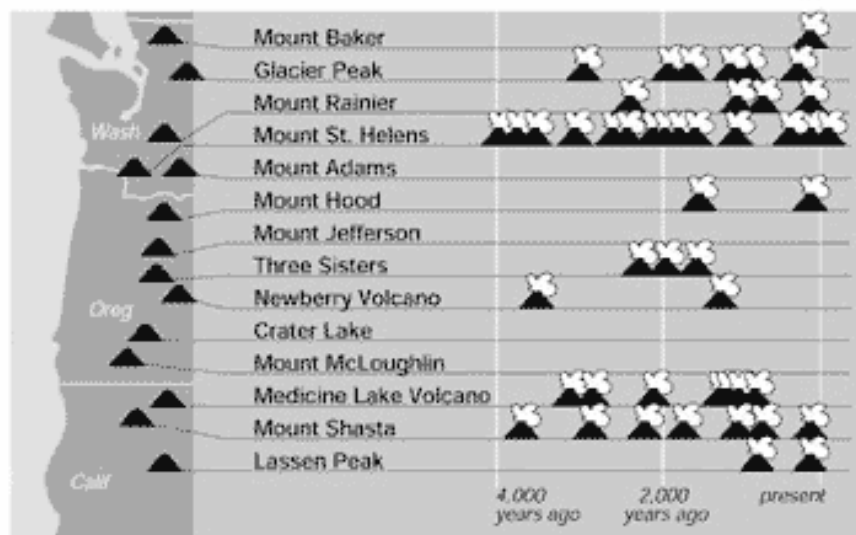 Mount Baker
Glacier Peak
Mount Rainier
Wash
Mount St. Helens
Mount Adams
Mount Hood
Mount Jefferson
Three Sisters
Newberry Volcano
Oreg
Crater Lake
Mount McLoughlin
Medicine Lake Volcano
Mount Shasta
Lassen Peak
Calif
4,000 years ago
2,000 years ago
present